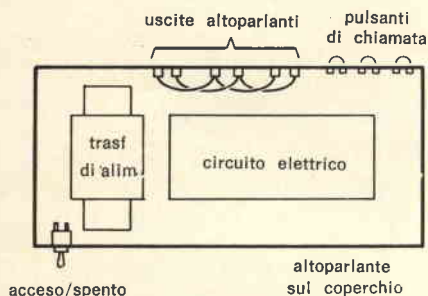 uscite altoparlanti
pulsanti
di chiamata
trasf
di alim
circuito elettrico
acceso/spento
altoparlante
sul coperchio